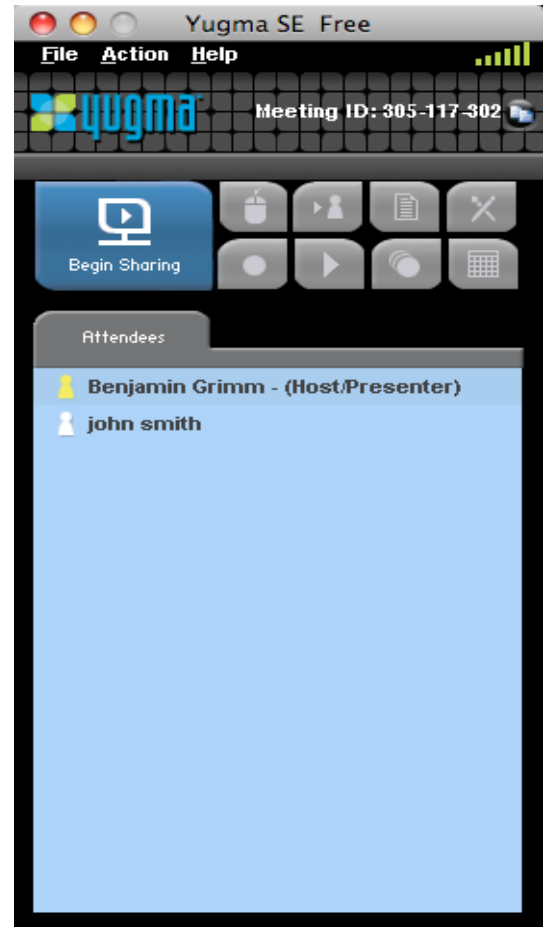 Yugma SE Free
File Action Help
yugma
Meeting ID: 305-117-302
Begin Sharing
Attendees
Benjamin Grimm - (Host/Presenter)
john smith